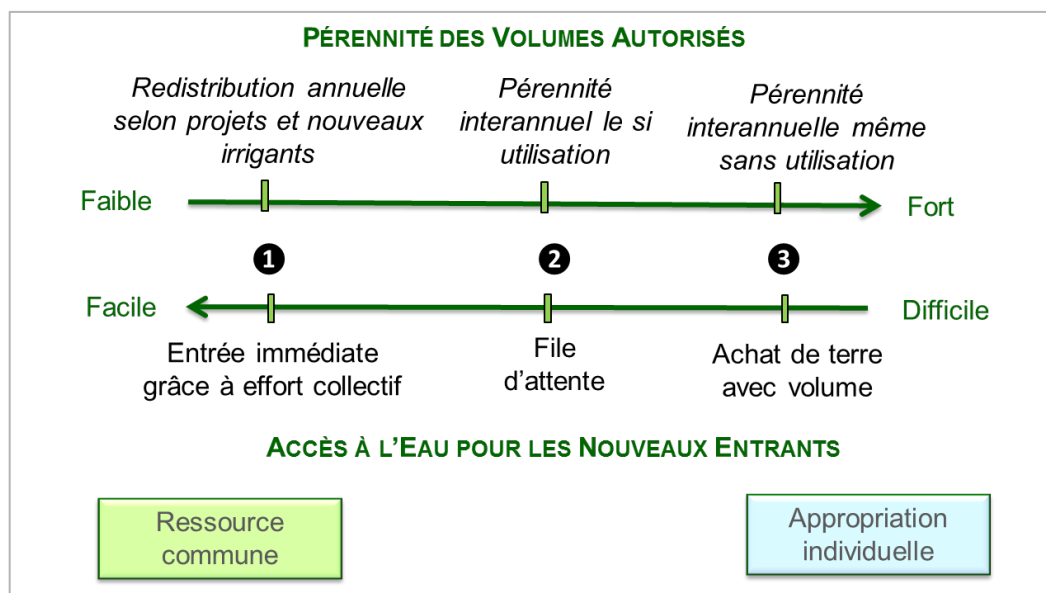 PÉRENNITÉ DES VOLUMES AUTORISÉS
Redistribution annuelle
selon projets et nouveaux
irrigants
Pérennité
interannuel le si
utilisation
Pérennité
interannuelle même
sans utilisation
Faible
Fort
1
2
3
Facile
Difficile
Entrée immédiate
grâce à effort collectif
File
d'attente
Achat de terre
avec volume
ACCÈS À L'EAU POUR LES NOUVEAUX ENTRANTS
Ressource
commune
Appropriation
individuelle